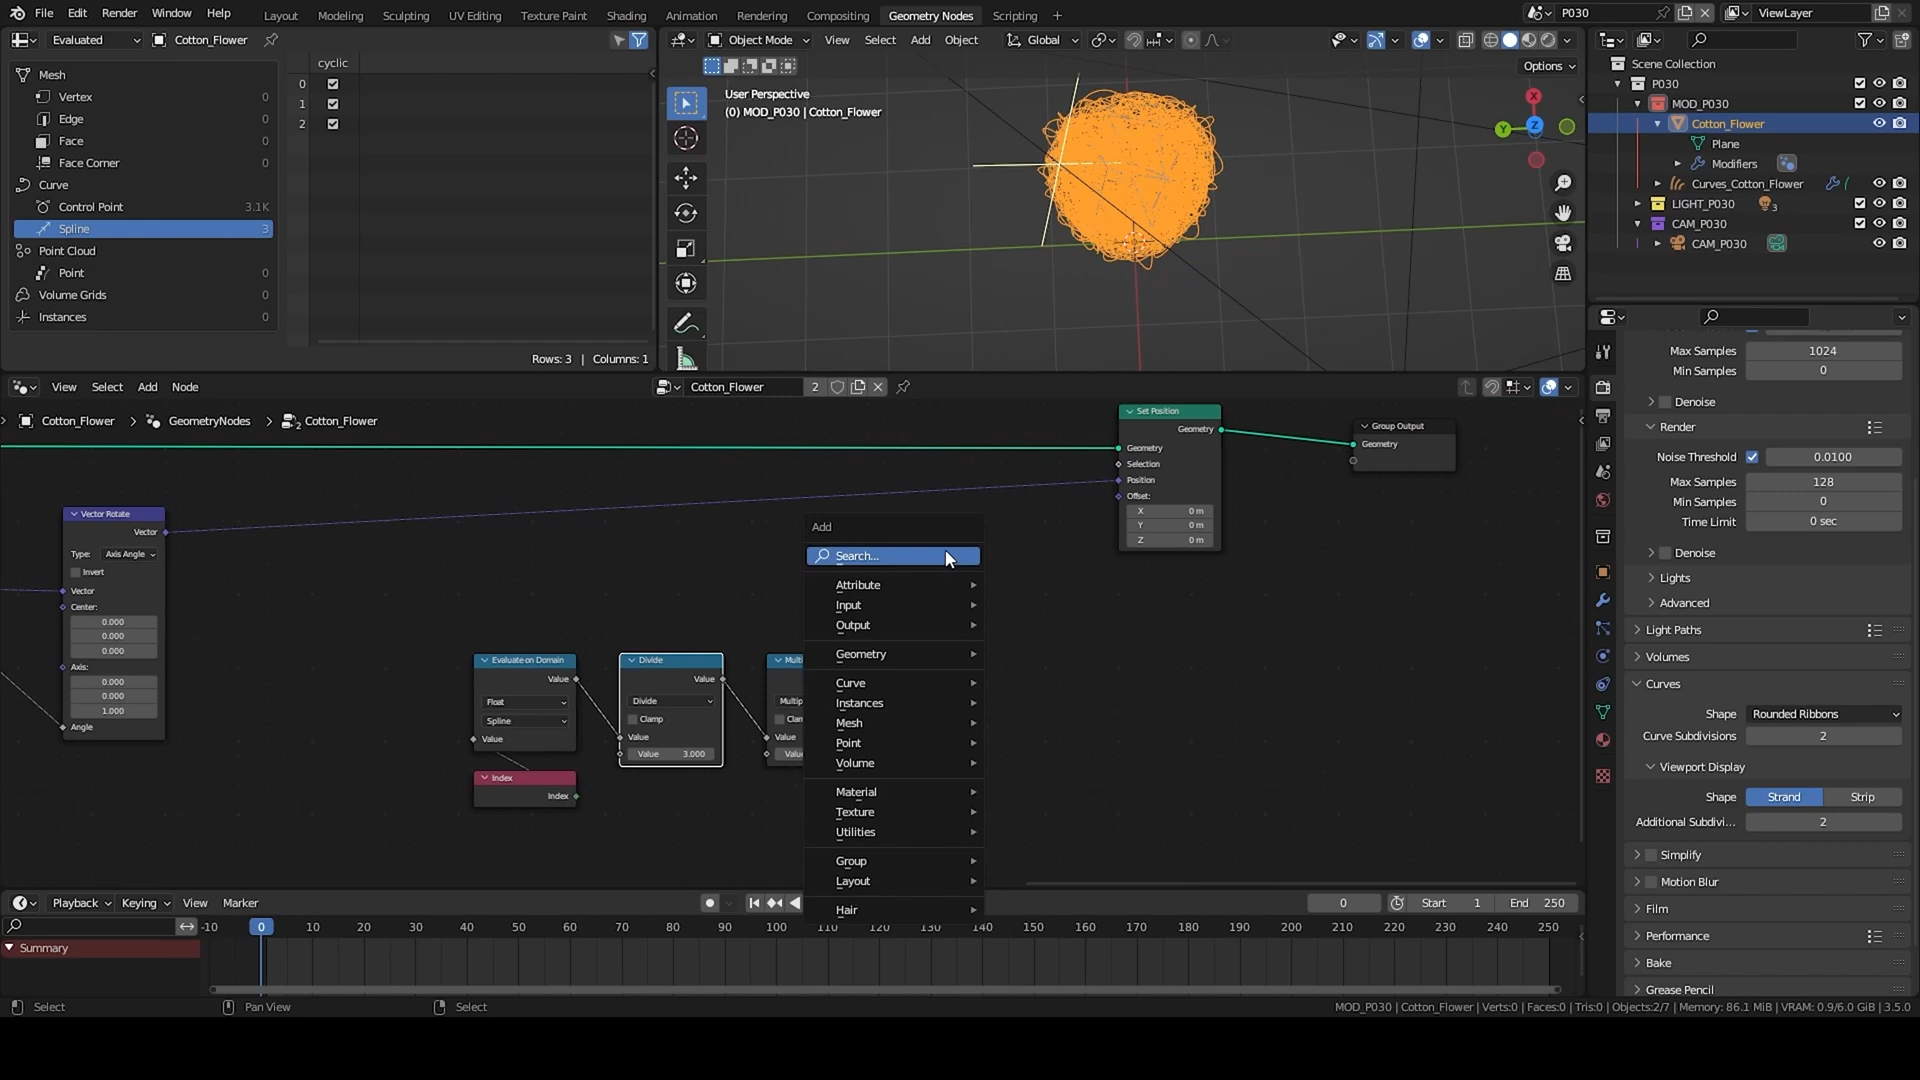 File Edit Render Window Help Layout Modeling Sculpting UV Editing Texture Paint Shading Animation Rendering Compositing Geometry Nodes Scripting + P030 ViewLayer
Evaluated Cotton_Flower
Mesh
Vertex 0
Edge 0
Face 0
Face Corner 0
Curve
Control Point 3.1K
Spline 3
Point Cloud
Point 0
Volume Grids 0
Instances 0
cyclic
0
1
2
Rows: 3 | Columns: 1
Object Mode View Select Add Object Global
Options
User Perspective
(0) MOD_P030 | Cotton_Flower
X
Y
Z
Scene Collection
P030
MOD_P030
Cotton_Flower
Plane
Modifiers
Curves_Cotton_Flower
LIGHT_P030 3
CAM_P030
CAM_P030
View Select Add Node Cotton_Flower 2
Cotton_Flower > GeometryNodes > Cotton_Flower
2
Vector Rotate
Vector
Type: Axis Angle
Invert
Vector
Center:
0.000
0.000
0.000
Axis:
0.000
0.000
1.000
Angle
Evaluate on Domain
Value
Float
Spline
Value
Index
Index
Divide
Value
Divide
Clamp
Value
Value 3.000
Multi
Multip
Clam
Value
Valu
Add
Search...
Attribute
Input
Output
Geometry
Curve
Instances
Mesh
Point
Volume
Material
Texture
Utilities
Group
Layout
Hair
Set Position
Geometry
Geometry
Selection
Position
Offset:
X 0 m
Y 0 m
Z 0 m
Group Output
Geometry
Max Samples 1024
Min Samples 0
Denoise
Render
Noise Threshold 0.0100
Max Samples 128
Min Samples 0
Time Limit 0 sec
Denoise
Lights
Advanced
Light Paths
Volumes
Curves
Shape Rounded Ribbons
Curve Subdivisions 2
Viewport Display
Shape Strand Strip
Additional Subdivi... 2
Simplify
Motion Blur
Film
Performance
Bake
Grease Pencil
Playback Keying View Marker 0 Start 1 End 250
-10 0 10 20 30 40 50 60 70 80 90 100 110 120 130 140 150 160 170 180 190 200 210 220 230 240 250
Summary
Select Pan View Select MOD_P030 | Cotton_Flower | Verts:0 | Faces:0 | Tris:0 | Objects:2/7 | Memory: 86.1 MiB | VRAM: 0.9/6.0 GiB | 3.5.0